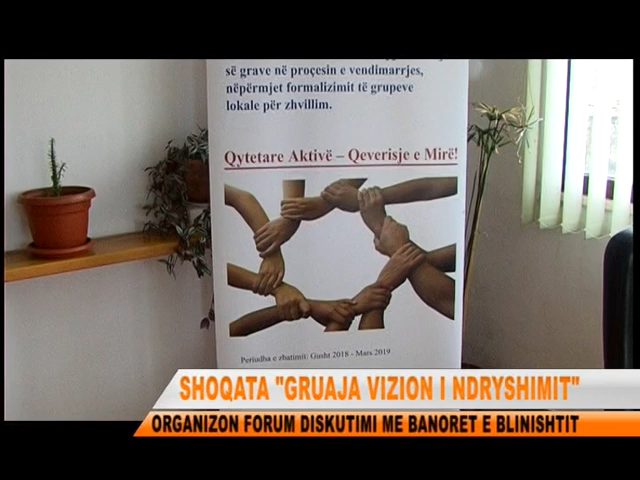 së grave në proçesin e vendimarrjes,
nëpërmjet formalizimit të grupeve
lokale për zhvillim.
Qytetare Aktivë – Qeverisje e Mirë!
Periudha e zbatimit: Gusht 2018 - Mars 2019
SHOQATA "GRUAJA VIZION I NDRYSHIMIT"
ORGANIZON FORUM DISKUTIMI ME BANORET E BLINISHTIT